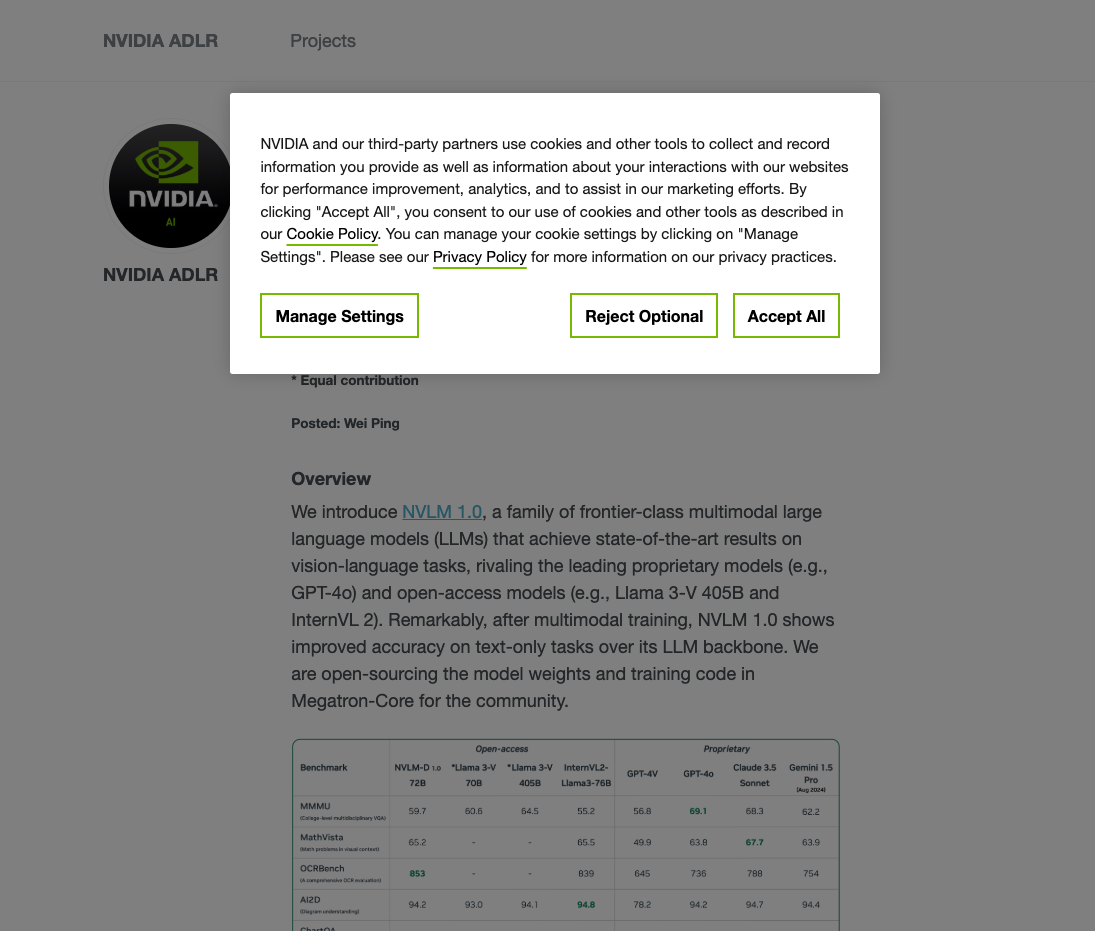 NVIDIA ADLR
Projects
NVIDIA and our third-party partners use cookies and other tools to collect and record
information you provide as well as information about your interactions with our websites
for performance improvement, analytics, and to assist in our marketing efforts. By
clicking "Accept All", you consent to our use of cookies and other tools as described in
our Cookie Policy. You can manage your cookie settings by clicking on "Manage
Settings". Please see our Privacy Policy for more information on our privacy practices.
Manage Settings
Reject Optional
Accept All
NVIDIA.
AI
NVIDIA ADLR
* Equal contribution
Posted: Wei Ping
Overview
We introduce NVLM 1.0, a family of frontier-class multimodal large
language models (LLMs) that achieve state-of-the-art results on
vision-language tasks, rivaling the leading proprietary models (e.g.,
GPT-4o) and open-access models (e.g., Llama 3-V 405B and
InternVL 2). Remarkably, after multimodal training, NVLM 1.0 shows
improved accuracy on text-only tasks over its LLM backbone. We
are open-sourcing the model weights and training code in
Megatron-Core for the community.
Open-access Proprietary
Benchmark NVLM-D 1.0 72B *Llama 3-V 70B *Llama 3-V 405B InternVL2-Llama3-76B GPT-4V GPT-4o Claude 3.5 Sonnet Gemini 1.5 Pro (Aug 2024)
MMMU 59.7 60.6 64.5 55.2 56.8 69.1 68.3 62.2
(College-level multidisciplinary VQA)
MathVista 65.2 - - 65.5 49.9 63.8 67.7 63.9
(Math problems in visual context)
OCRBench 853 - - 839 645 736 788 754
(A comprehensive OCR evaluation)
AI2D 94.2 93.0 94.1 94.8 78.2 94.2 94.7 94.4
(Diagram understanding)
ChartQA